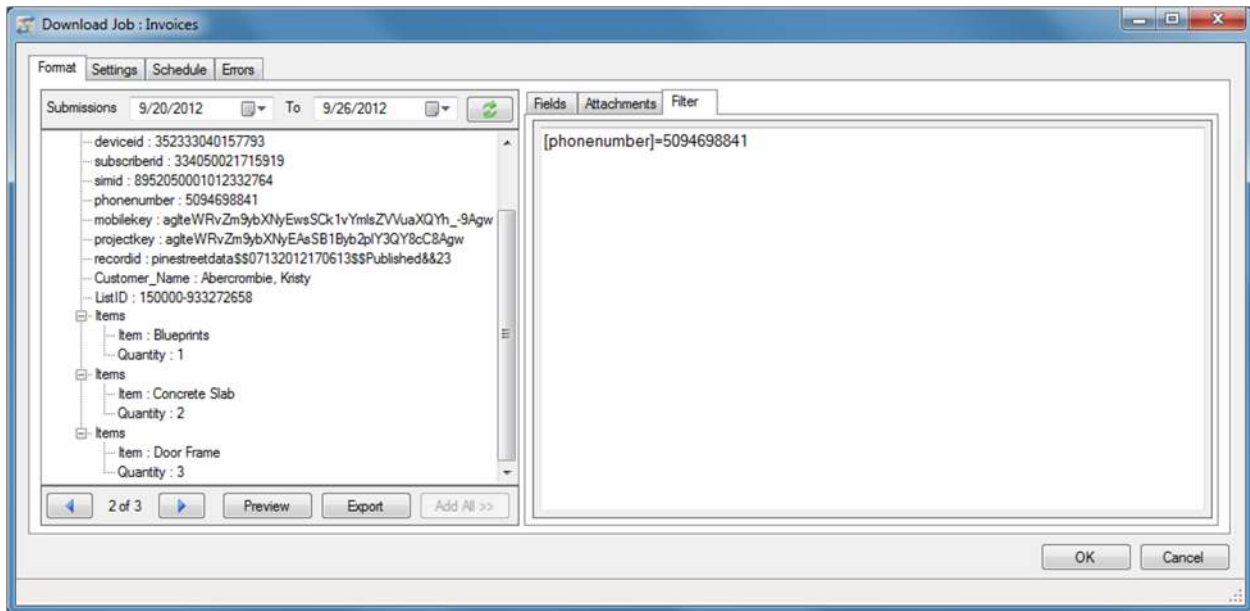 Download Job : Invoices
Format Settings Schedule Errors
Submissions 9/20/2012 To 9/26/2012
deviceid : 352333040157793
subscriberid : 334050021715919
simid : 8952050001012332764
phonenumber : 5094698841
mobilekey : aglteWRvZm9ybXNyEwsSCk1vYmlsZVVuaXQYh_-9Agw
projectkey : aglteWRvZm9ybXNyEAsSB1Byb2plY3QY8cC8Agw
recordid : pinestreetdata$$07132012170613$$Published&&23
Customer_Name : Abercrombie, Kristy
ListID : 150000-933272658
Items
Item : Blueprints
Quantity : 1
Items
Item : Concrete Slab
Quantity : 2
Items
Item : Door Frame
Quantity : 3
2 of 3 Preview Export Add All >>
Fields Attachments Filter
[phonenumber]=5094698841
OK Cancel